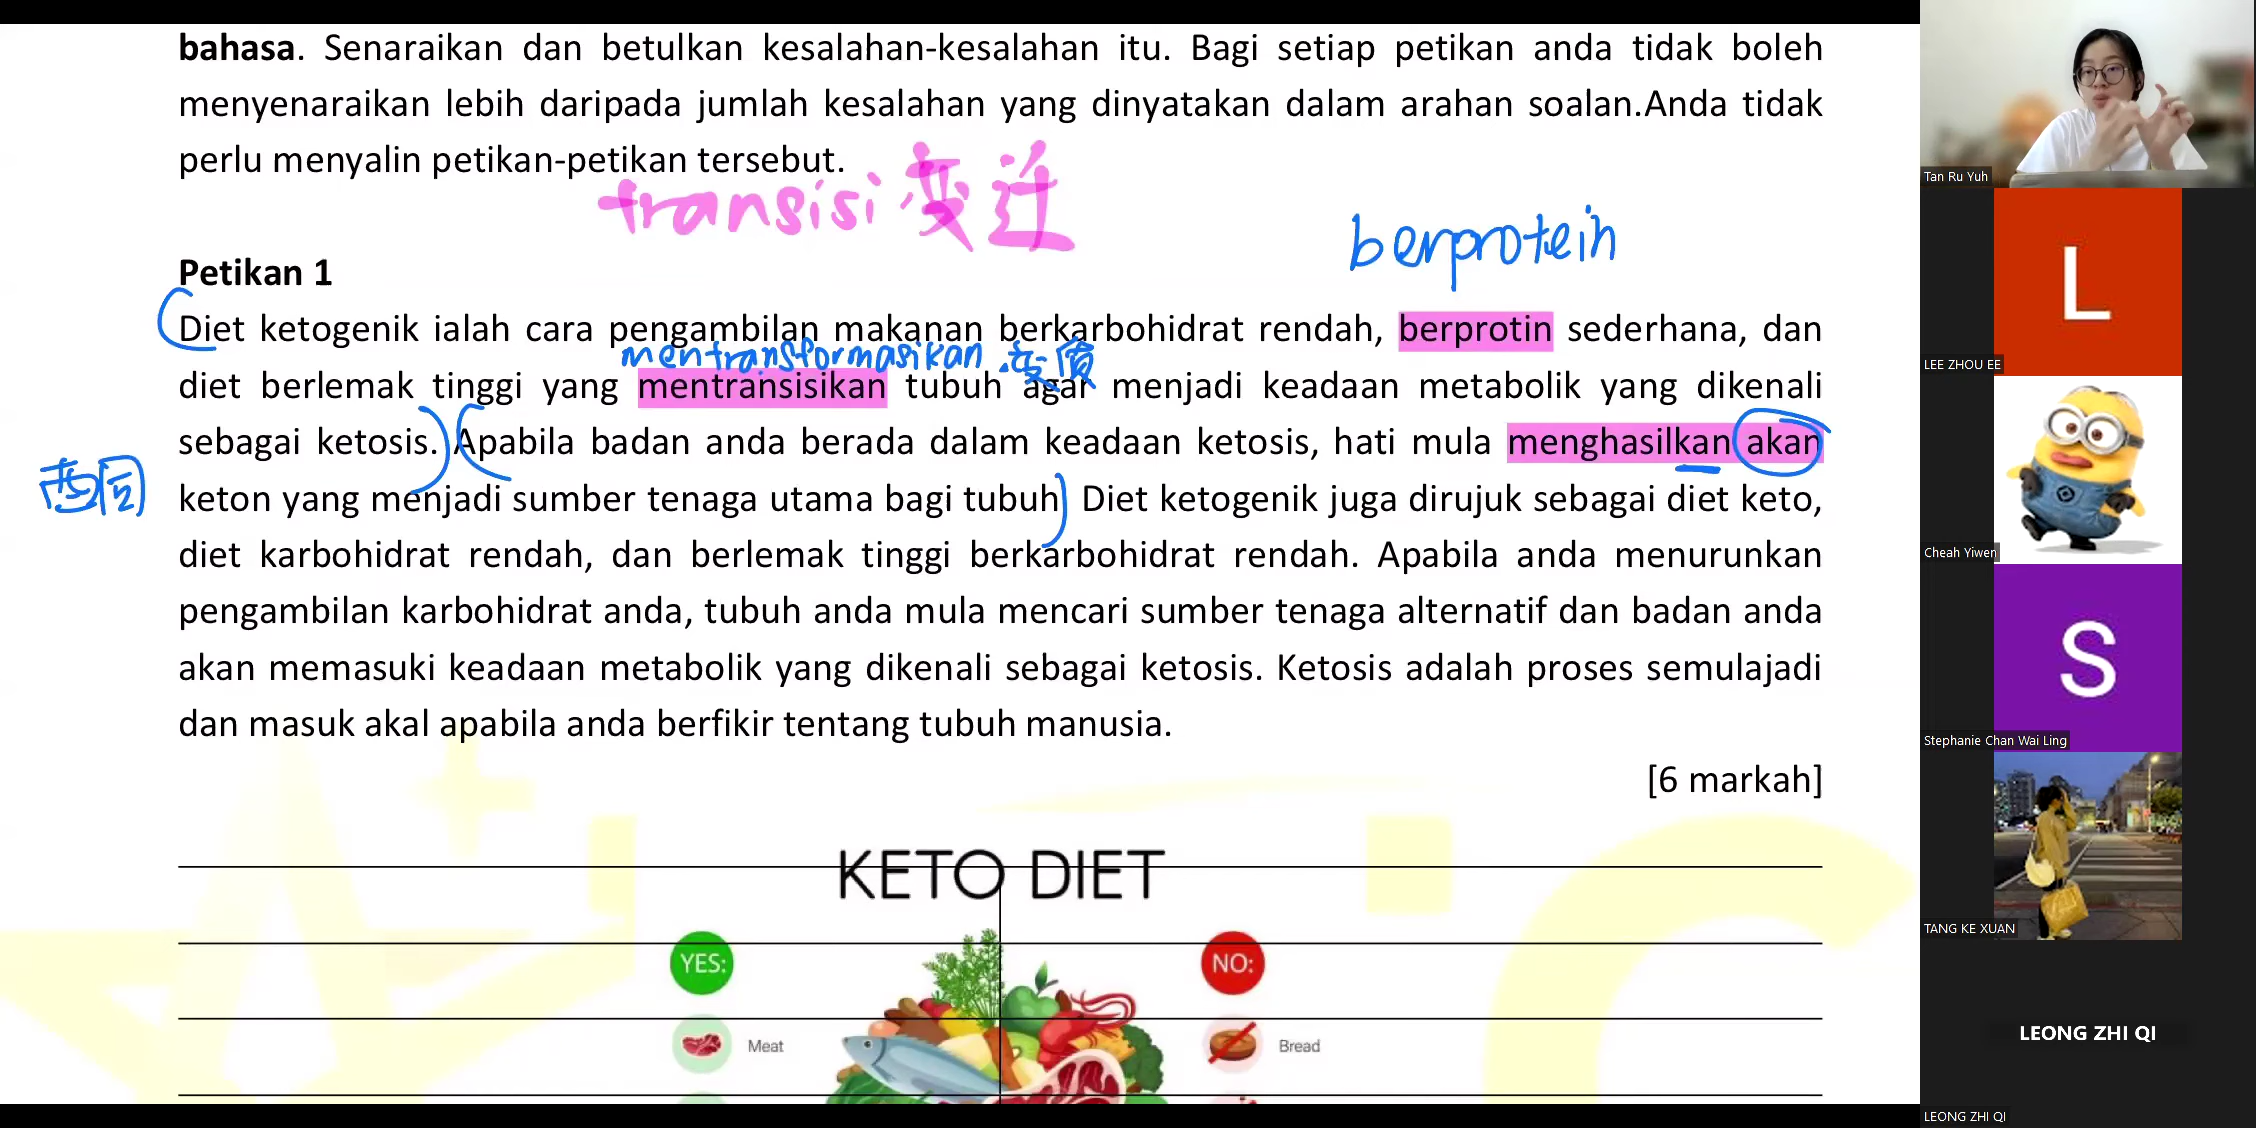 bahasa. Senaraikan dan betulkan kesalahan-kesalahan itu. Bagi setiap petikan anda tidak boleh
menyenaraikan lebih daripada jumlah kesalahan yang dinyatakan dalam arahan soalan.Anda tidak
perlu menyalin petikan-petikan tersebut.
transisi 变迁
berprotein
Petikan 1
Diet ketogenik ialah cara pengambilan makanan berkarbohidrat rendah, berprotin sederhana, dan
mentransformasikan
diet berlemak tinggi yang mentransisikan tubuh agar menjadi keadaan metabolik yang dikenali
sebagai ketosis. Apabila badan anda berada dalam keadaan ketosis, hati mula menghasilkan akan
keton yang menjadi sumber tenaga utama bagi tubuh. Diet ketogenik juga dirujuk sebagai diet keto,
diet karbohidrat rendah, dan berlemak tinggi berkarbohidrat rendah. Apabila anda menurunkan
pengambilan karbohidrat anda, tubuh anda mula mencari sumber tenaga alternatif dan badan anda
akan memasuki keadaan metabolik yang dikenali sebagai ketosis. Ketosis adalah proses semulajadi
dan masuk akal apabila anda berfikir tentang tubuh manusia.
[6 markah]
KETO DIET
YES:
NO:
Meat
Bread
Tan Ru Yuh
L
LEE ZHOU EE
Cheah Yiwen
S
Stephanie Chan Wai Ling
TANG KE XUAN
LEONG ZHI QI
LEONG ZHI QI